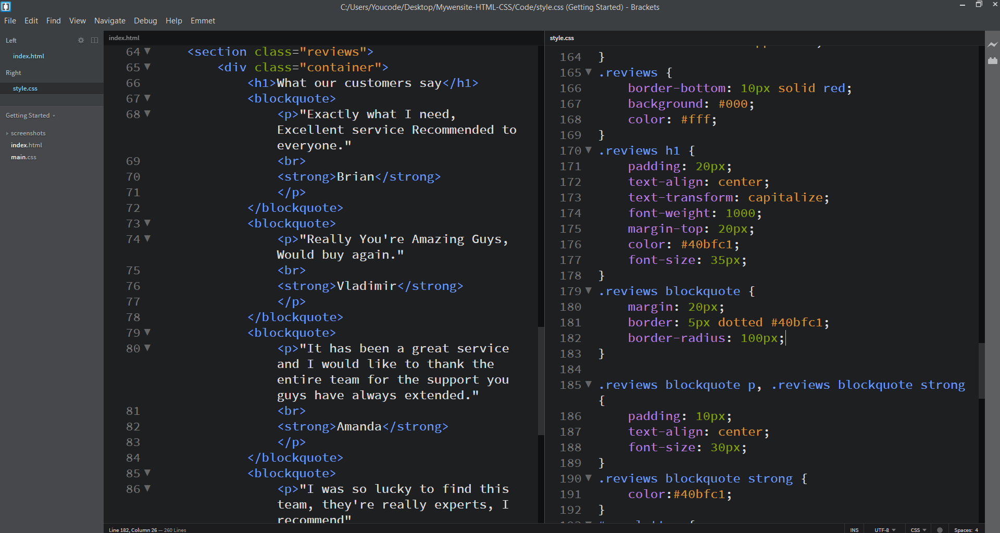 C:/Users/Youcode/Desktop/Mywensite-HTML-CSS/Code/style.css (Getting Started) - Brackets
File Edit Find View Navigate Debug Help Emmet
Left
index.html
Right
style.css
Getting Started
screenshots
index.html
main.css
index.html
64 <section class="reviews">
65 <div class="container">
66 <h1>What our customers say</h1>
67 <blockquote>
68 <p>"Exactly what I need,
Excellent service Recommended to
everyone."
69 <br>
70 <strong>Brian</strong>
71 </p>
72 </blockquote>
73 <blockquote>
74 <p>"Really You're Amazing Guys,
Would buy again."
75 <br>
76 <strong>Vladimir</strong>
77 </p>
78 </blockquote>
79 <blockquote>
80 <p>"It has been a great service
and I would like to thank the
entire team for the support you
guys have always extended."
81 <br>
82 <strong>Amanda</strong>
83 </p>
84 </blockquote>
85 <blockquote>
86 <p>"I was so lucky to find this
team, they're really experts, I
recommend"
style.css
164 }
165 .reviews {
166 border-bottom: 10px solid red;
167 background: #000;
168 color: #fff;
169 }
170 .reviews h1 {
171 padding: 20px;
172 text-align: center;
173 text-transform: capitalize;
174 font-weight: 1000;
175 margin-top: 20px;
176 color: #40bfc1;
177 font-size: 35px;
178 }
179 .reviews blockquote {
180 margin: 20px;
181 border: 5px dotted #40bfc1;
182 border-radius: 100px;
183 }
184
185 .reviews blockquote p, .reviews blockquote strong
{
186 padding: 10px;
187 text-align: center;
188 font-size: 30px;
189 }
190 .reviews blockquote strong {
191 color:#40bfc1;
192 }
Line 182, Column 26 — 260 Lines
INS UTF-8 CSS Spaces: 4